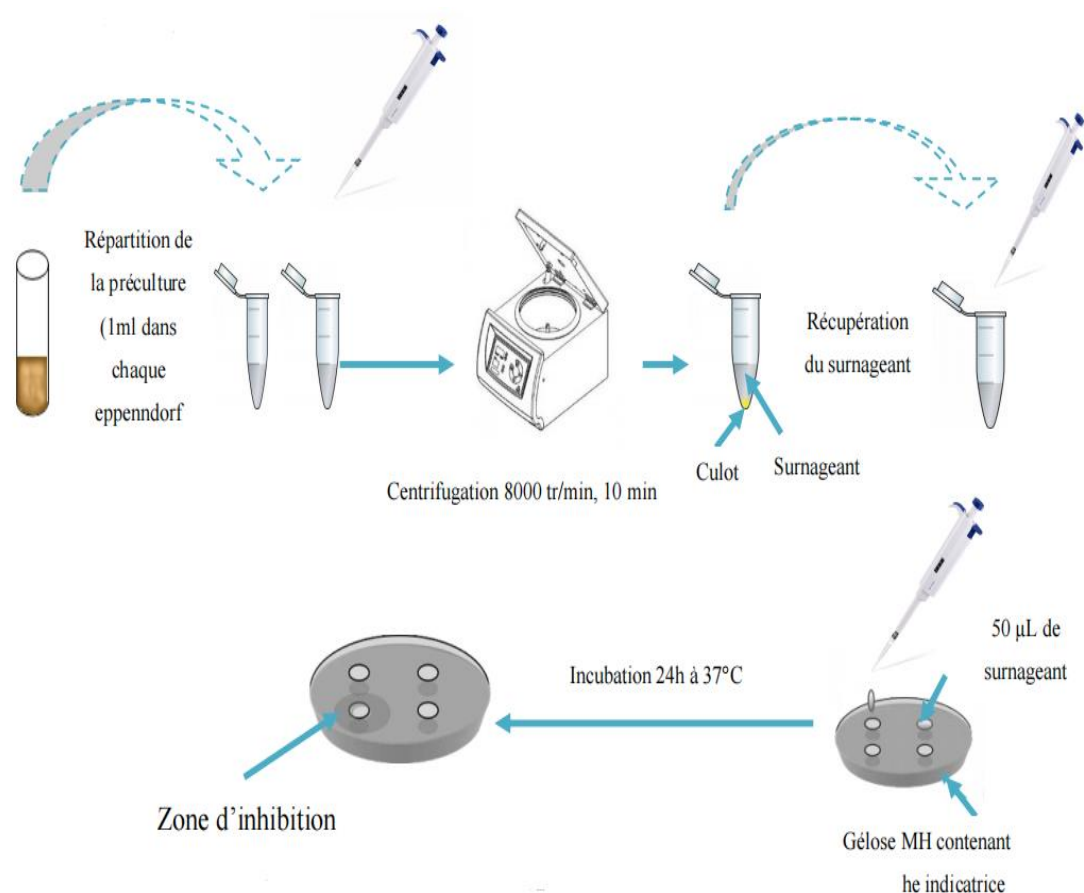 Répartition de
la préculture
(1ml dans
chaque
eppenndorf
Récupération
du surnageant
Culot
Surnageant
Centrifugation 8000 tr/min, 10 min
50 µL de
surnageant
Incubation 24h à 37°C
Zone d'inhibition
Gélose MH contenant
he indicatrice